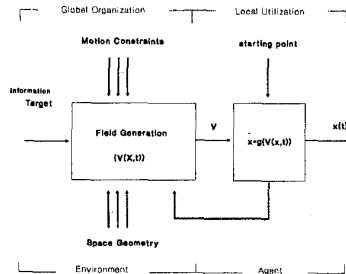 Global Organization
Local Utilization
Motion Constraints
starting point
Information
Target
Field Generation
(V(X,t))
V
x=g(V(x,t))
x(t)
Space Geometry
Environment
Agent